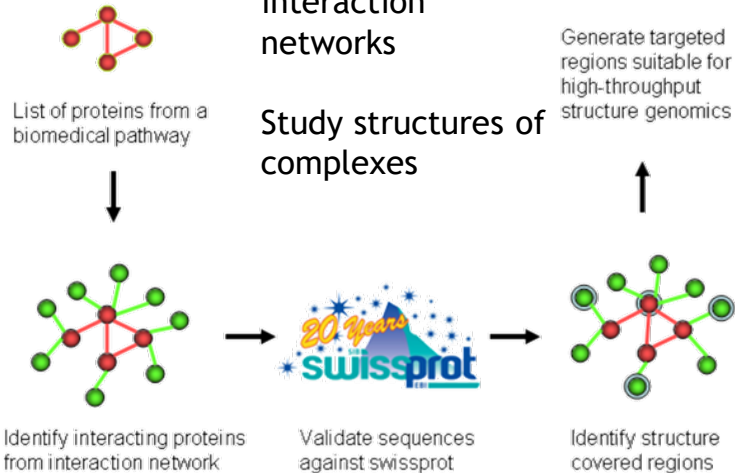 interaction
networks
Study structures of
complexes
List of proteins from a
biomedical pathway
Generate targeted
regions suitable for
high-throughput
structure genomics
20 Years
SIB
swissprot
EBI
Identify interacting proteins
from interaction network
Validate sequences
against swissprot
Identify structure
covered regions